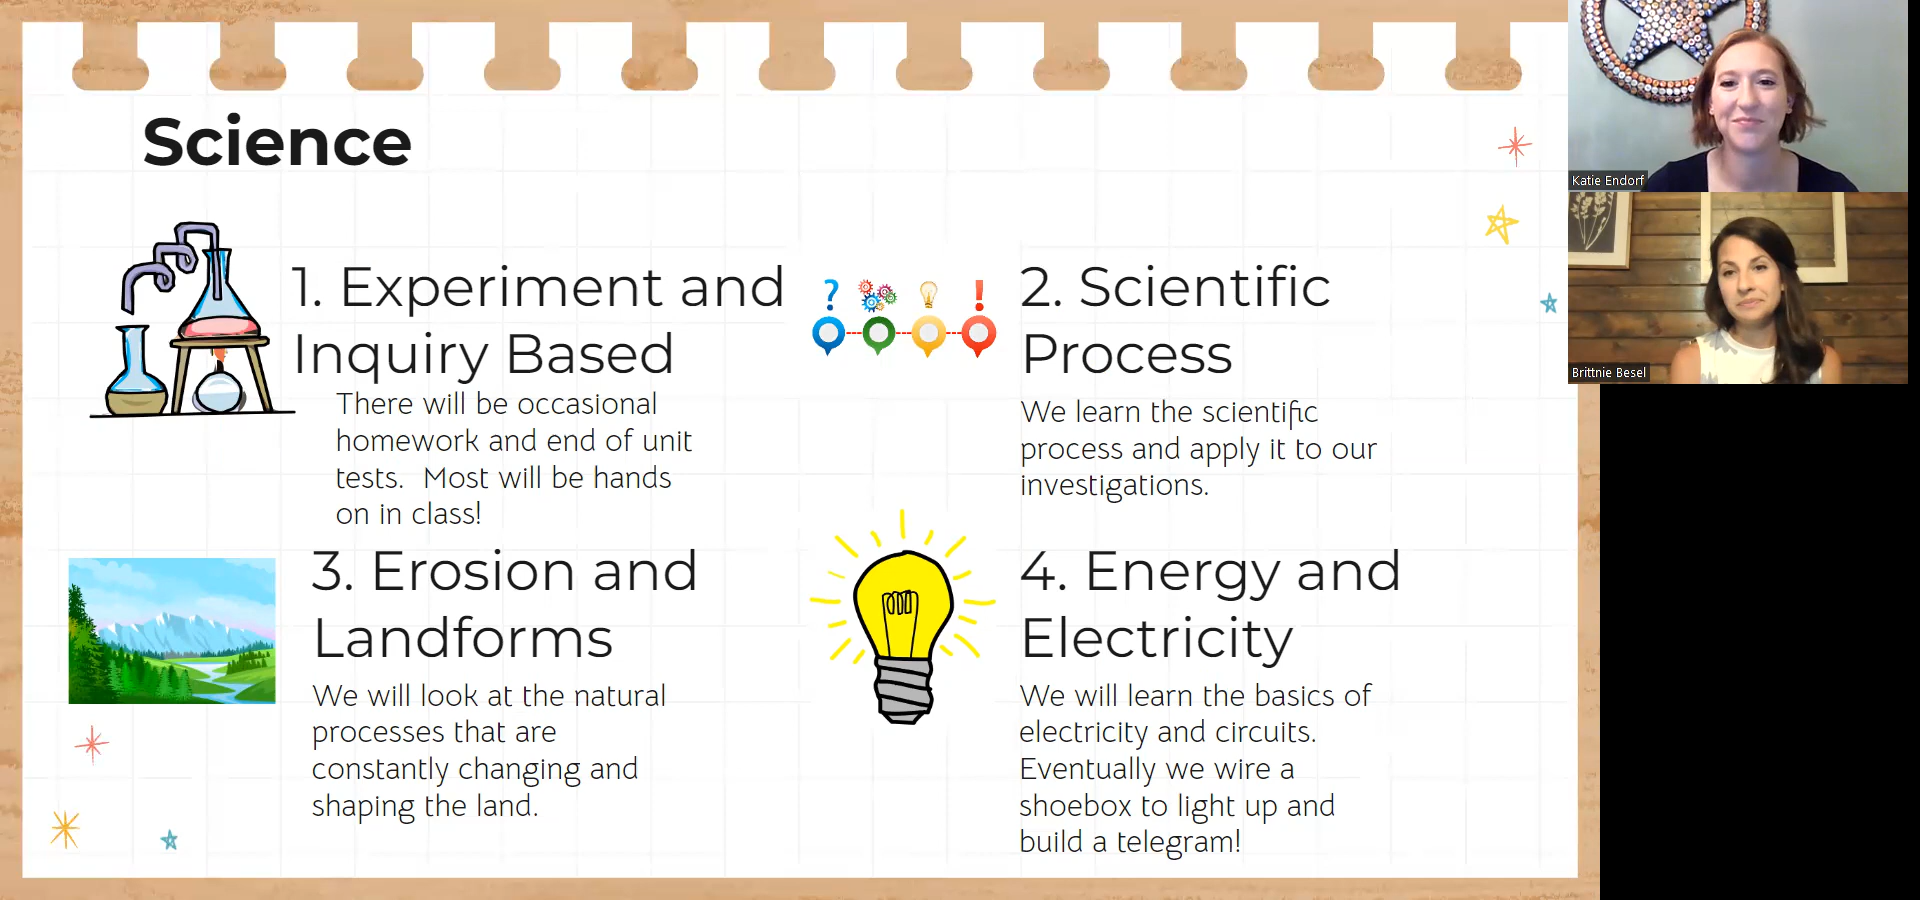 Science
1. Experiment and
Inquiry Based
There will be occasional
homework and end of unit
tests.  Most will be hands
on in class!
2. Scientific
Process
We learn the scientific
process and apply it to our
investigations.
3. Erosion and
Landforms
We will look at the natural
processes that are
constantly changing and
shaping the land.
4. Energy and
Electricity
We will learn the basics of
electricity and circuits.
Eventually we wire a
shoebox to light up and
build a telegram!
Katie Endorf
Brittnie Besel